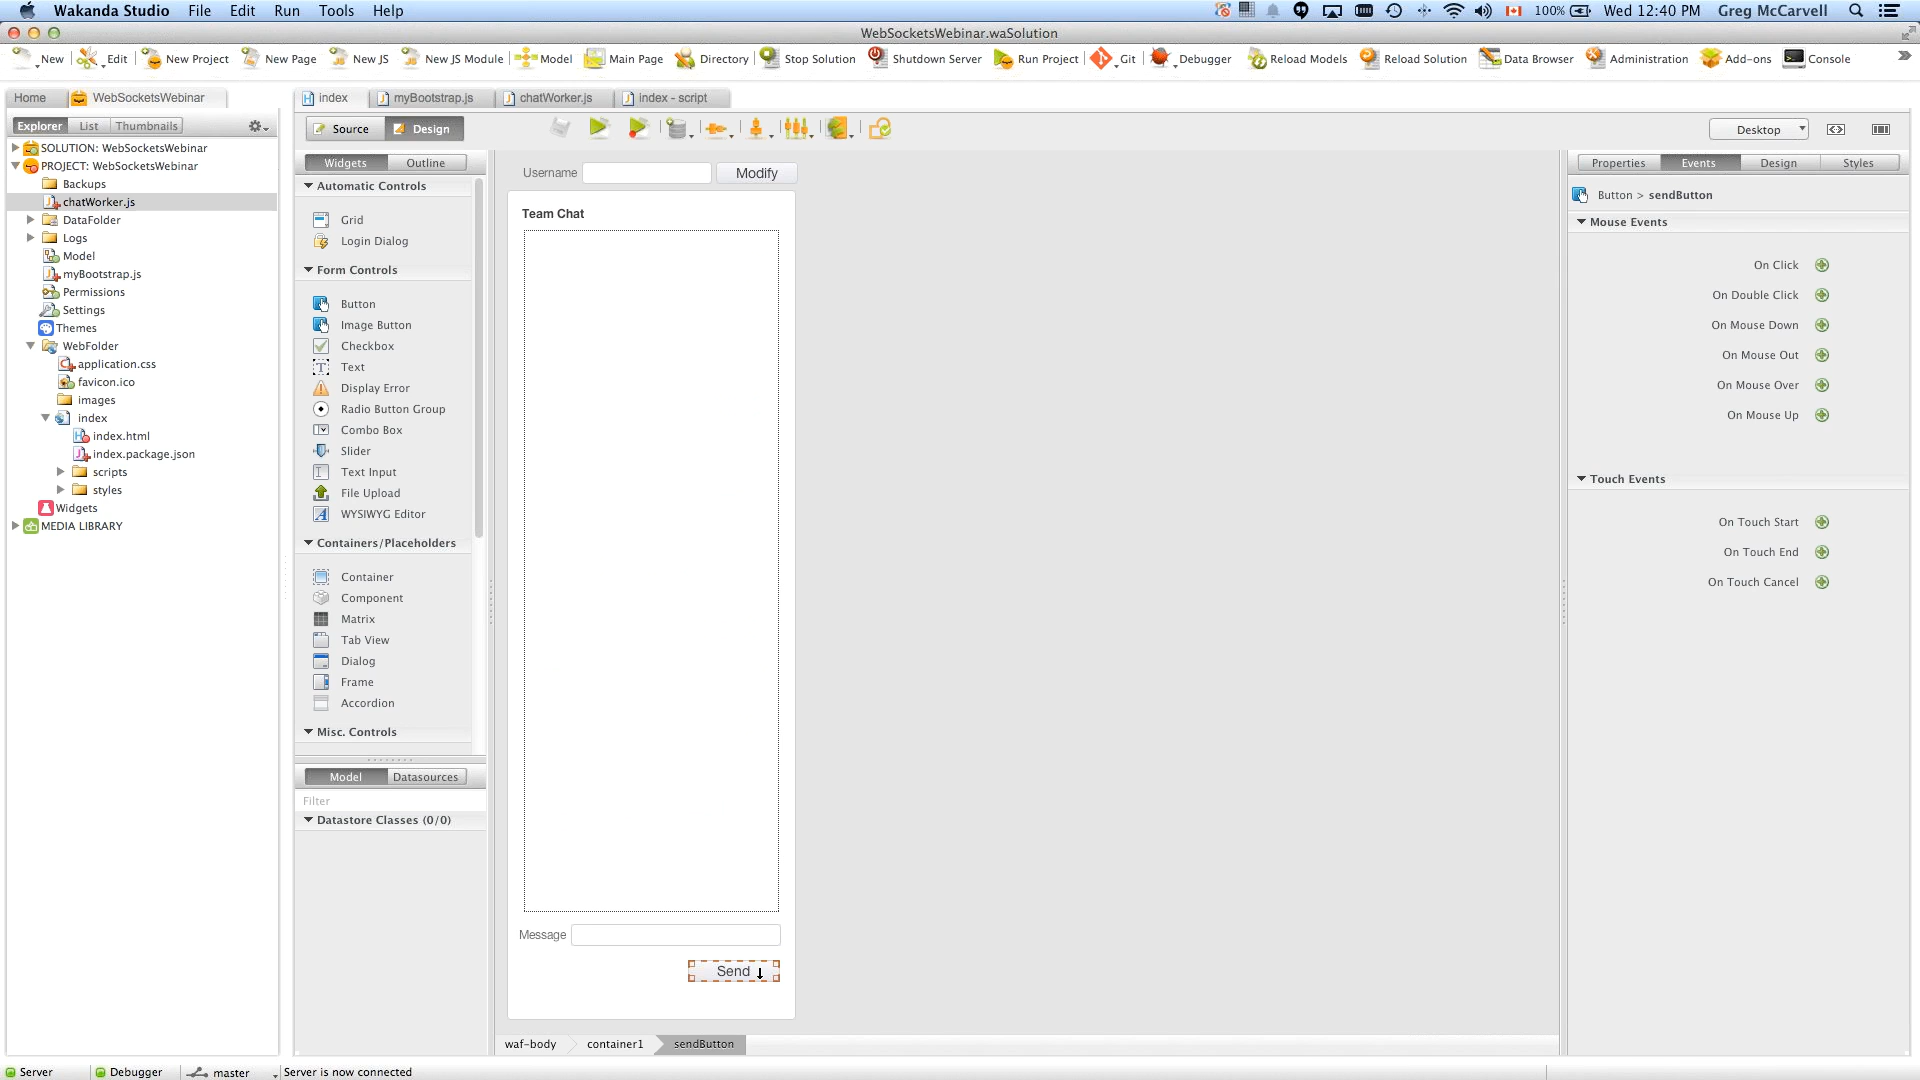 Wakanda Studio File Edit Run Tools Help 100% Wed 12:40 PM Greg McCarvell
WebSocketsWebinar.waSolution
New Edit New Project New Page New JS New JS Module Model Main Page Directory Stop Solution Shutdown Server Run Project Git Debugger Reload Models Reload Solution Data Browser Administration Add-ons Console
Home WebSocketsWebinar index myBootstrap.js chatWorker.js index - script
Explorer List Thumbnails
Source Design Desktop
SOLUTION: WebSocketsWebinar
PROJECT: WebSocketsWebinar
Backups
chatWorker.js
DataFolder
Logs
Model
myBootstrap.js
Permissions
Settings
Themes
WebFolder
application.css
favicon.ico
images
index
index.html
index.package.json
scripts
styles
Widgets
MEDIA LIBRARY
Widgets Outline
Automatic Controls
Grid
Login Dialog
Form Controls
Button
Image Button
Checkbox
Text
Display Error
Radio Button Group
Combo Box
Slider
Text Input
File Upload
WYSIWYG Editor
Containers/Placeholders
Container
Component
Matrix
Tab View
Dialog
Frame
Accordion
Misc. Controls
Model Datasources
Filter
Datastore Classes (0/0)
Username Modify
Team Chat
Message
Send
waf-body container1 sendButton
Properties Events Design Styles
Button > sendButton
Mouse Events
On Click
On Double Click
On Mouse Down
On Mouse Out
On Mouse Over
On Mouse Up
Touch Events
On Touch Start
On Touch End
On Touch Cancel
Server Debugger master Server is now connected